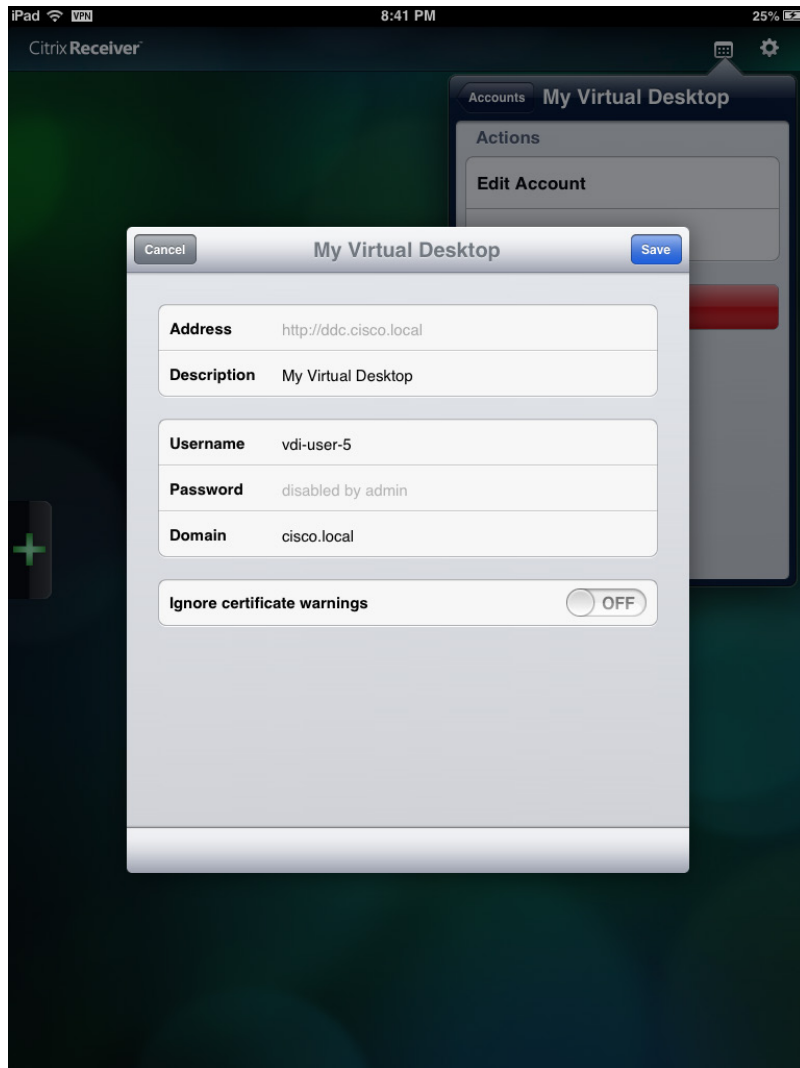 iPad VPN 8:41 PM 25%
Citrix Receiver™
Accounts My Virtual Desktop
Actions
Edit Account
Cancel My Virtual Desktop Save
Address http://ddc.cisco.local
Description My Virtual Desktop
Username vdi-user-5
Password disabled by admin
Domain cisco.local
Ignore certificate warnings OFF